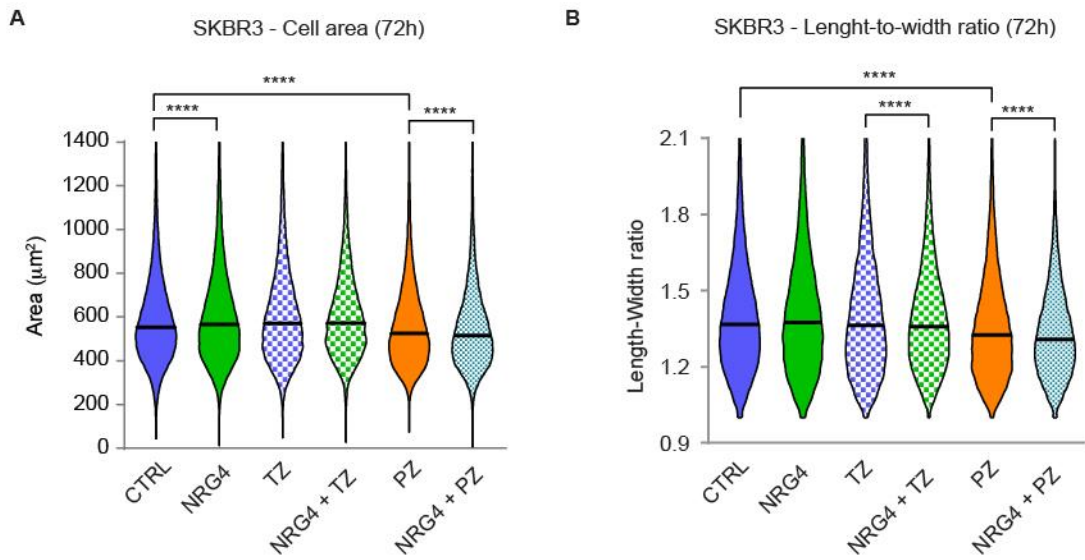 A
SKBR3 - Cell area (72h)
****
****
****
1400
1200
1000
800
600
400
200
0
Area (μm²)
CTRL
NRG4
TZ
NRG4 + TZ
PZ
NRG4 + PZ
B
SKBR3 - Lenght-to-width ratio (72h)
****
****
****
2.1
1.8
1.5
1.2
0.9
Length-Width ratio
CTRL
NRG4
TZ
NRG4 + TZ
PZ
NRG4 + PZ